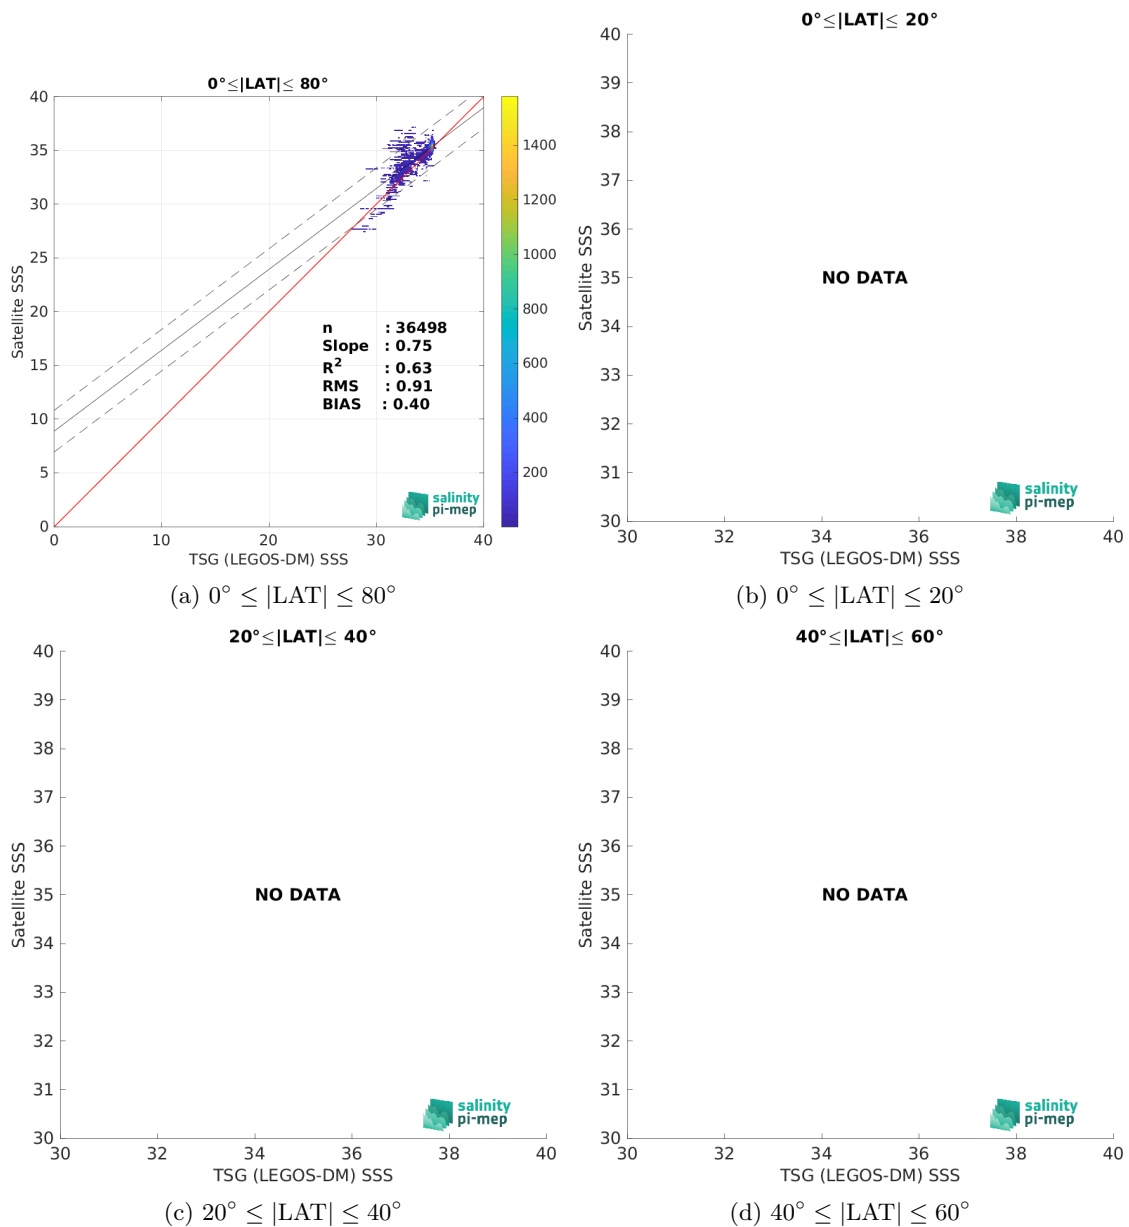 0°≤|LAT|≤ 80°
40
35
30
25
20
15
10
5
0
Satellite SSS
0
10
20
30
40
TSG (LEGOS-DM) SSS
n : 36498
Slope : 0.75
R² : 0.63
RMS : 0.91
BIAS : 0.40
salinity
pi-mep
1400
1200
1000
800
600
400
200
(a) 0° ≤ |LAT| ≤ 80°
0°≤|LAT|≤ 20°
40
39
38
37
36
35
34
33
32
31
30
Satellite SSS
NO DATA
salinity
pi-mep
30
32
34
36
38
40
TSG (LEGOS-DM) SSS
(b) 0° ≤ |LAT| ≤ 20°
20°≤|LAT|≤ 40°
40
39
38
37
36
35
34
33
32
31
30
Satellite SSS
NO DATA
salinity
pi-mep
30
32
34
36
38
40
TSG (LEGOS-DM) SSS
(c) 20° ≤ |LAT| ≤ 40°
40°≤|LAT|≤ 60°
40
39
38
37
36
35
34
33
32
31
30
Satellite SSS
NO DATA
salinity
pi-mep
30
32
34
36
38
40
TSG (LEGOS-DM) SSS
(d) 40° ≤ |LAT| ≤ 60°